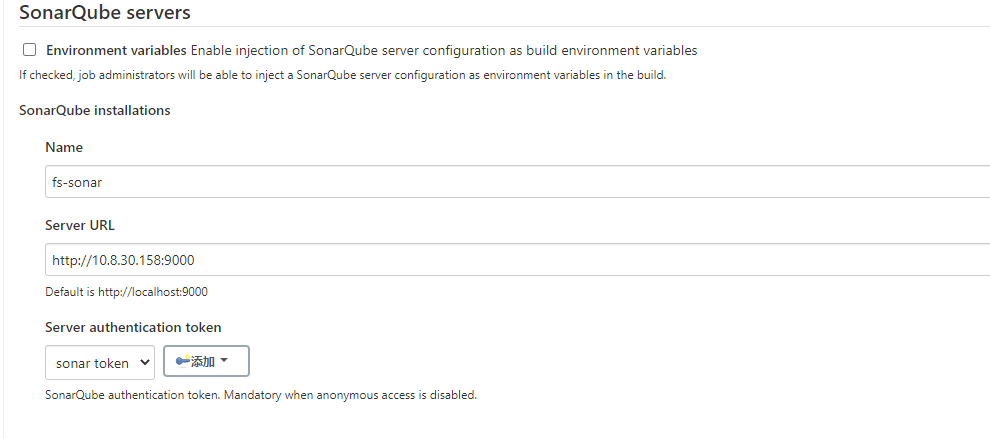 SonarQube servers
Environment variables Enable injection of SonarQube server configuration as build environment variables
If checked, job administrators will be able to inject a SonarQube server configuration as environment variables in the build.
SonarQube installations
Name
fs-sonar
Server URL
http://10.8.30.158:9000
Default is http://localhost:9000
Server authentication token
sonar token 添加
SonarQube authentication token. Mandatory when anonymous access is disabled.